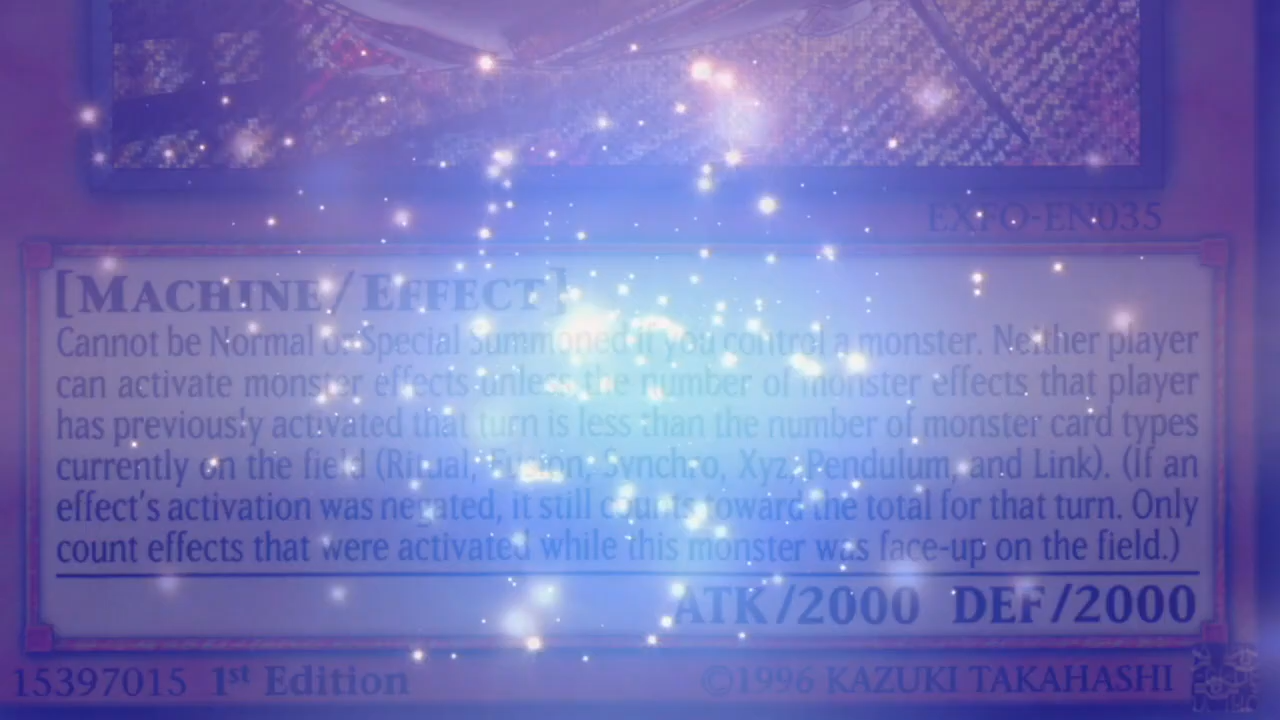 EXFO-EN035
[MACHINE/EFFECT]
Cannot be Normal or Special Summoned if you control a monster. Neither player
can activate monster effects unless the number of monster effects that player
has previously activated that turn is less than the number of monster card types
currently on the field (Ritual, Fusion, Synchro, Xyz, Pendulum, and Link). (If an
effect's activation was negated, it still counts toward the total for that turn. Only
count effects that were activated while this monster was face-up on the field.)
ATK/2000 DEF/2000
15397015 1st Edition
©1996 KAZUKI TAKAHASHI